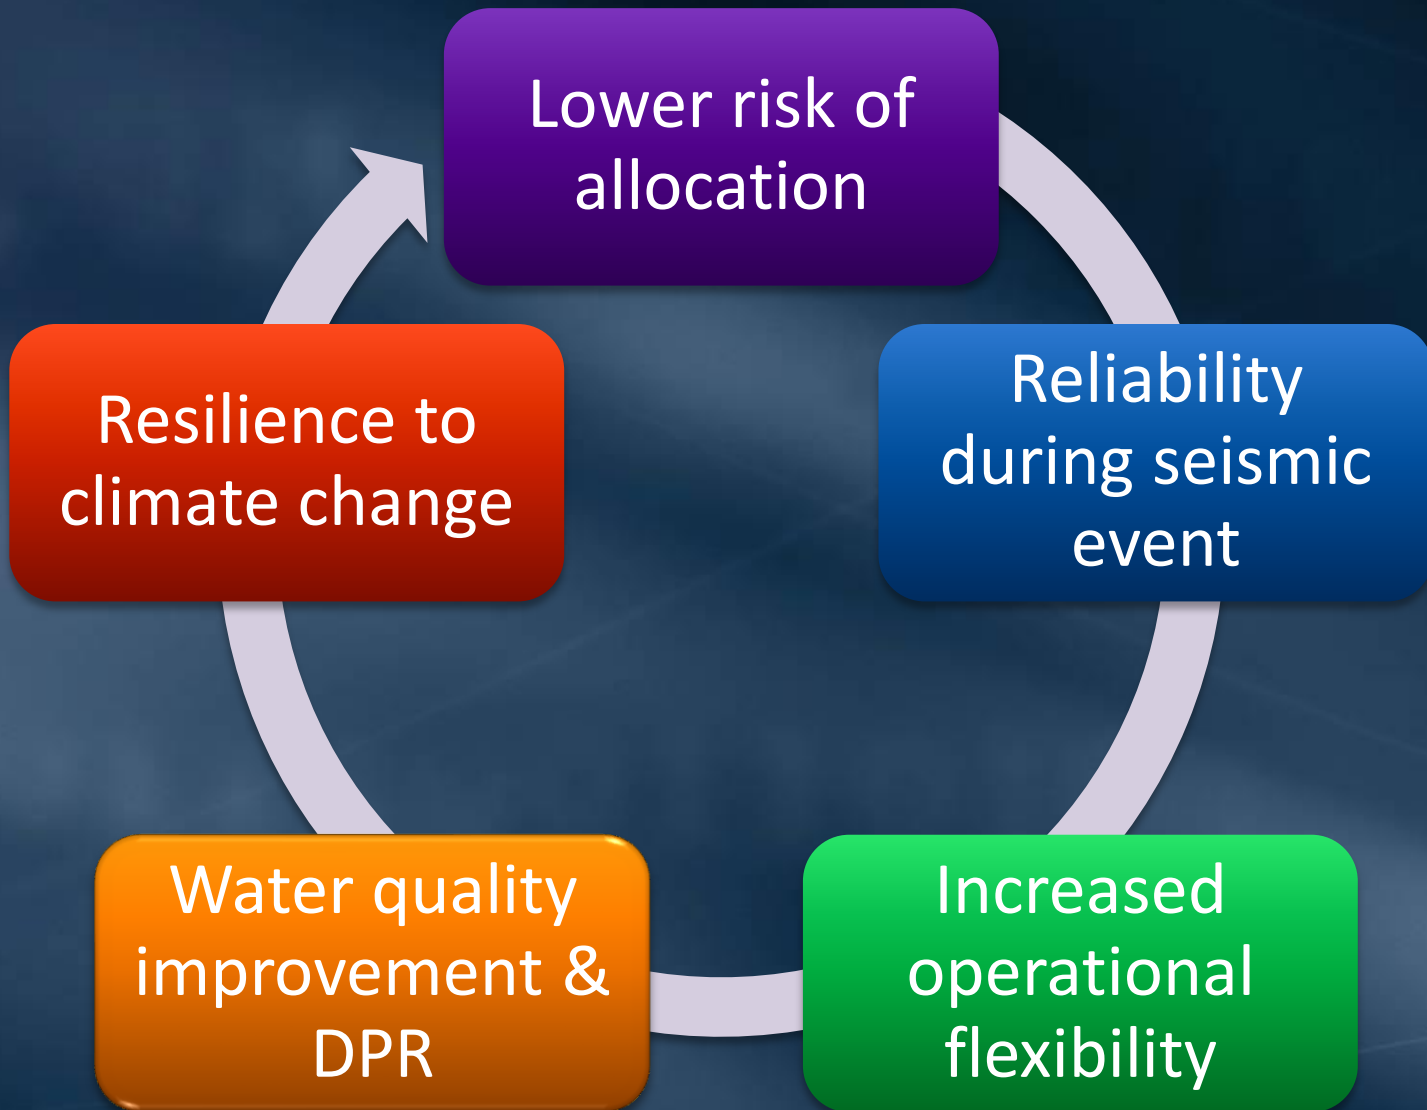 Lower risk of
allocation
Reliability
during seismic
event
Increased
operational
flexibility
Water quality
improvement &
DPR
Resilience to
climate change